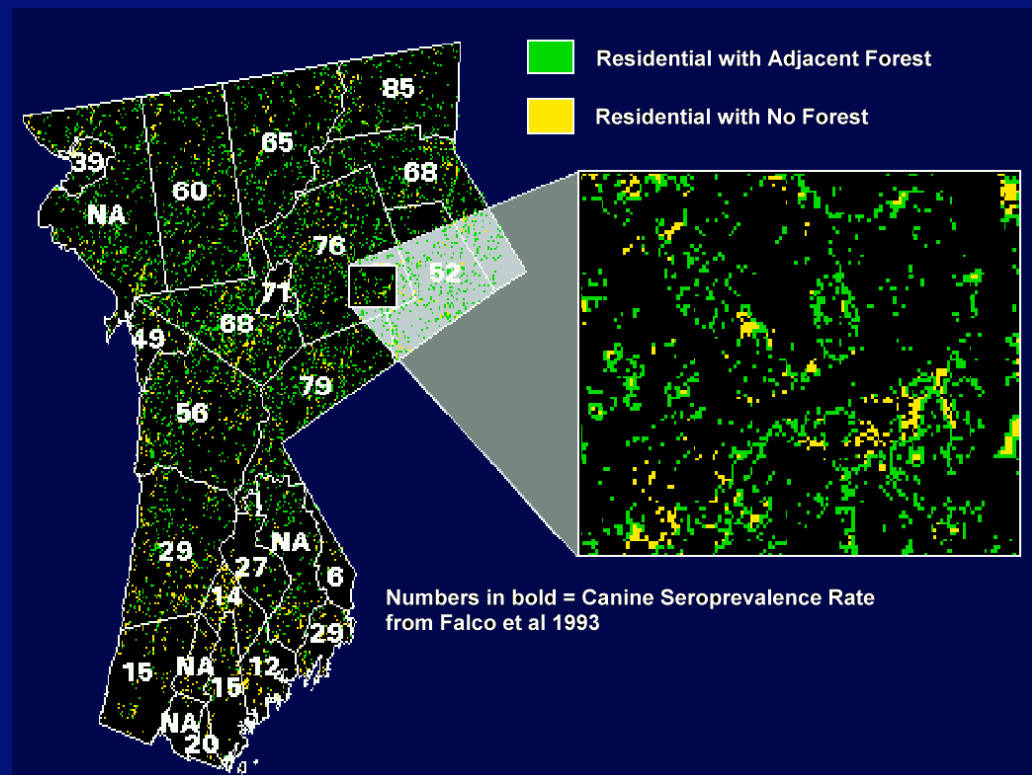 Residential with Adjacent Forest
Residential with No Forest
85
65
39
68
60
NA
76
52
71
68
49
79
56
NA
29
27
6
14
29
NA
12
15
15
NA
20
Numbers in bold = Canine Seroprevalence Rate
from Falco et al 1993